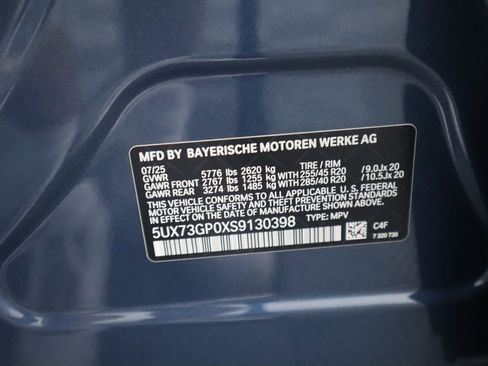 MFD BY BAYERISCHE MOTOREN WERKE AG
07/25 TIRE / RIM
GVWR 5776 lbs 2620 kg
GAWR FRONT 2767 lbs 1255 kg WITH 255/45 R20 /9.0Jx 20
GAWR REAR 3274 lbs 1485 kg WITH 285/40 R20 /10.5Jx 20
THIS VEHICLE CONFORMS TO ALL APPLICABLE U.S. FEDERAL
MOTOR VEHICLE SAFETY STANDARDS IN
EFFECT ON THE DATE OF MANUFACTURE SHOWN ABOVE.
5UX73GP0XS9130398 TYPE: MPV C4F
7 320 730